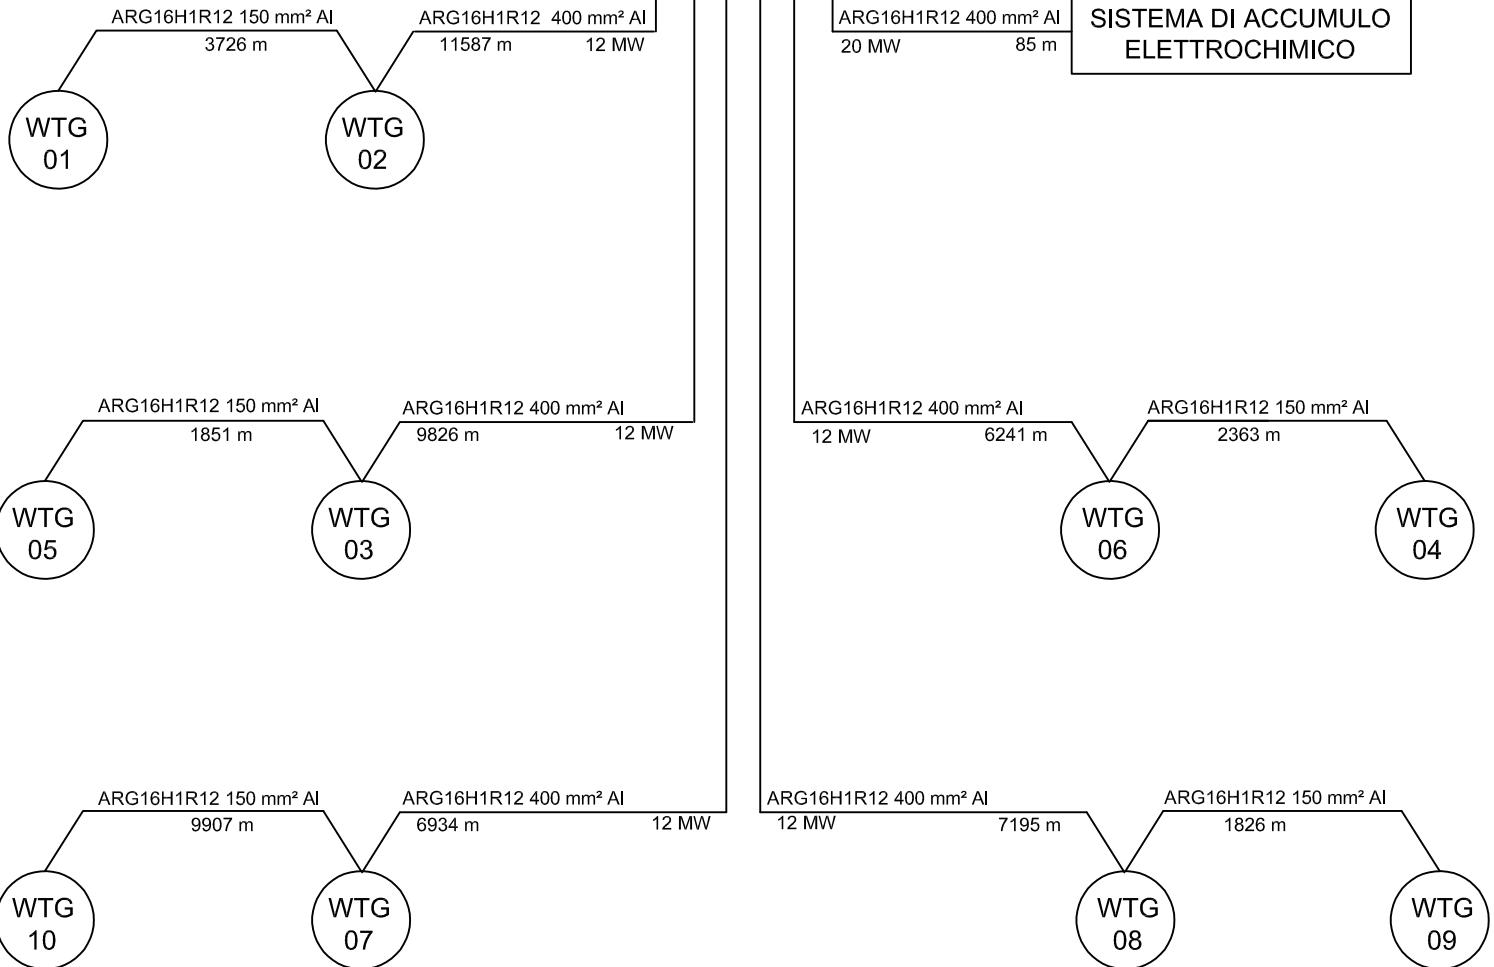 ARG16H1R12 150 mm² Al
3726 m
ARG16H1R12 400 mm² Al
11587 m 12 MW
ARG16H1R12 400 mm² Al
20 MW 85 m
SISTEMA DI ACCUMULO
ELETTROCHIMICO
WTG
01
WTG
02
ARG16H1R12 150 mm² Al
1851 m
ARG16H1R12 400 mm² Al
9826 m 12 MW
ARG16H1R12 400 mm² Al
12 MW 6241 m
ARG16H1R12 150 mm² Al
2363 m
WTG
05
WTG
03
WTG
06
WTG
04
ARG16H1R12 150 mm² Al
9907 m
ARG16H1R12 400 mm² Al
6934 m 12 MW
ARG16H1R12 400 mm² Al
12 MW 7195 m
ARG16H1R12 150 mm² Al
1826 m
WTG
10
WTG
07
WTG
08
WTG
09